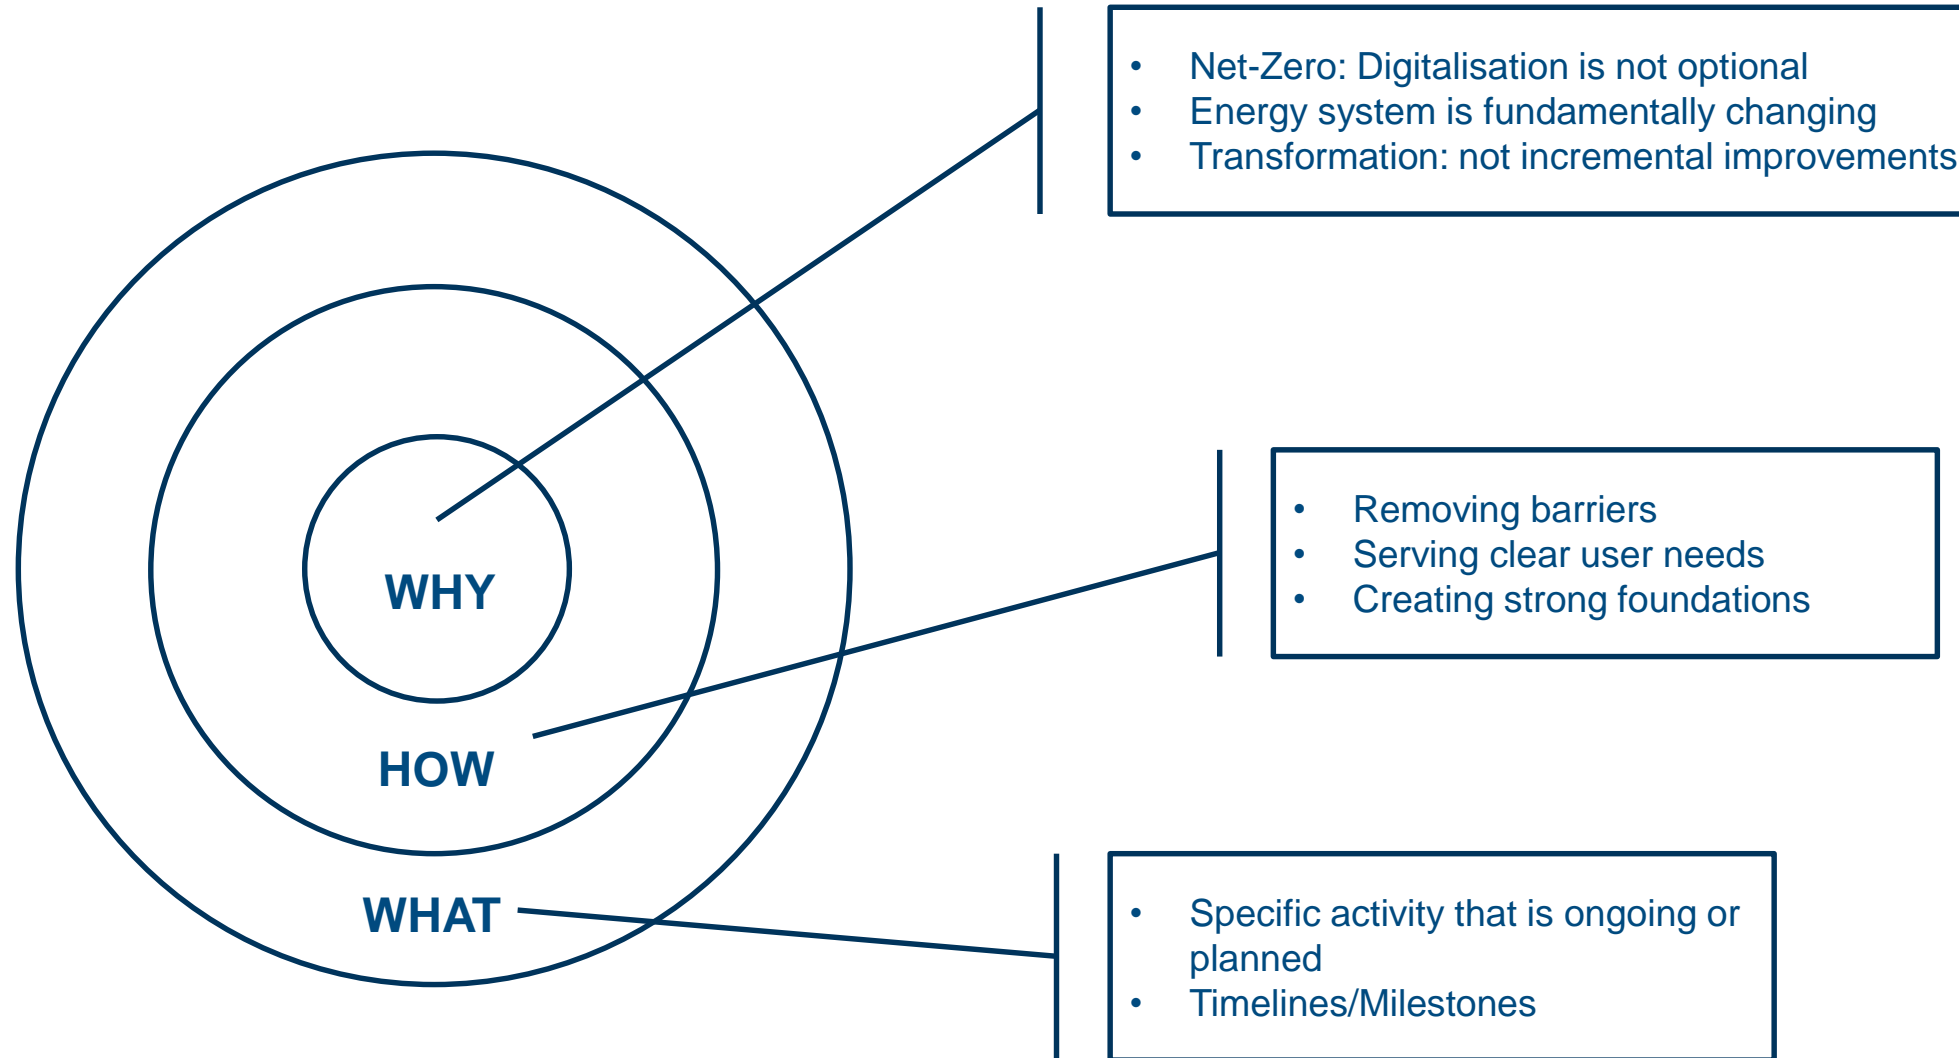 • Net-Zero: Digitalisation is not optional
• Energy system is fundamentally changing
• Transformation: not incremental improvements
WHY
• Removing barriers
• Serving clear user needs
• Creating strong foundations
HOW
WHAT
• Specific activity that is ongoing or
planned
• Timelines/Milestones